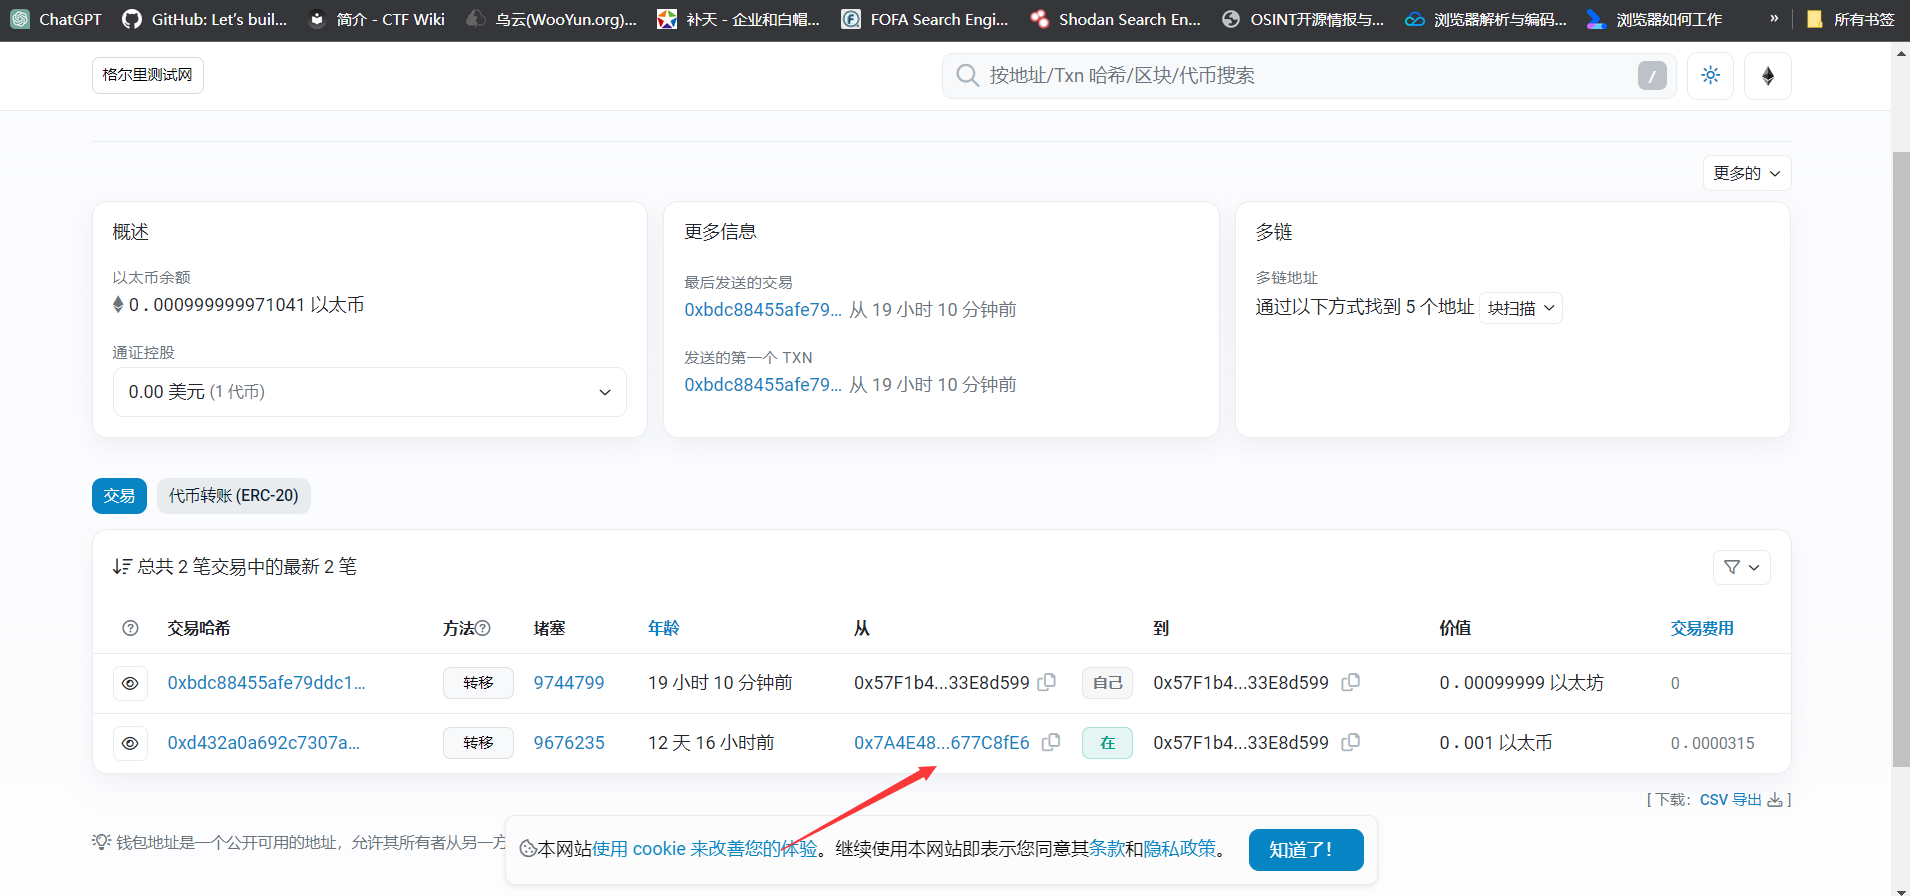 ChatGPT GitHub: Let's buil... 简介 - CTF Wiki 乌云(WooYun.org)... 补天 - 企业和白帽... FOFA Search Engi... Shodan Search En... OSINT开源情报与... 浏览器解析与编码... 浏览器如何工作 » 所有书签
格尔里测试网 按地址/Txn 哈希/区块/代币搜索 /
更多的
概述 更多信息 多链
以太币余额 最后发送的交易 多链地址
0.000999999971041 以太币 0xbdc88455afe79... 从 19 小时 10 分钟前 通过以下方式找到 5 个地址 块扫描
通证控股 发送的第一个 TXN
0.00 美元 (1 代币) 0xbdc88455afe79... 从 19 小时 10 分钟前
交易 代币转账 (ERC-20)
总共 2 笔交易中的最新 2 笔
交易哈希 方法 堵塞 年龄 从 到 价值 交易费用
0xbdc88455afe79ddc1... 转移 9744799 19 小时 10 分钟前 0x57F1b4...33E8d599 自己 0x57F1b4...33E8d599 0.00099999 以太坊 0
0xd432a0a692c7307a... 转移 9676235 12 天 16 小时前 0x7A4E48...677C8fE6 在 0x57F1b4...33E8d599 0.001 以太币 0.0000315
[ 下载： CSV 导出 ]
钱包地址是一个公开可用的地址，允许其所有者从另一方
本网站使用 cookie 来改善您的体验。继续使用本网站即表示您同意其条款和隐私政策。 知道了！